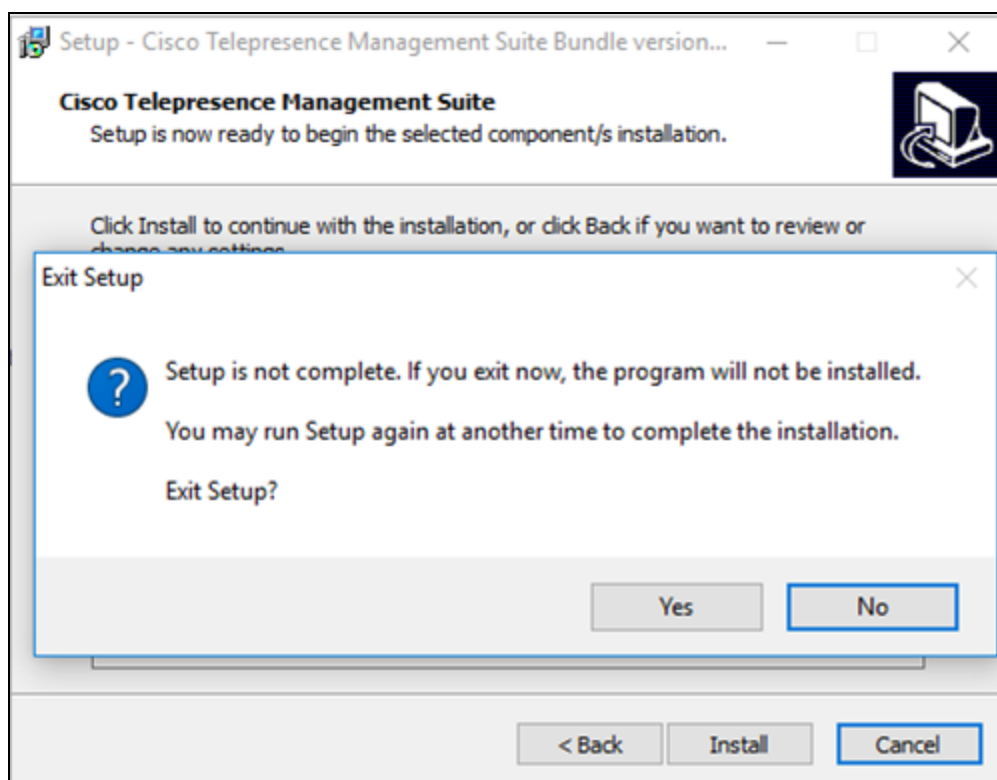 Setup - Cisco Telepresence Management Suite Bundle version...
Cisco Telepresence Management Suite
Setup is now ready to begin the selected component/s installation.
Click Install to continue with the installation, or click Back if you want to review or
change any settings.
Exit Setup
Setup is not complete. If you exit now, the program will not be installed.
You may run Setup again at another time to complete the installation.
Exit Setup?
Yes
No
< Back
Install
Cancel